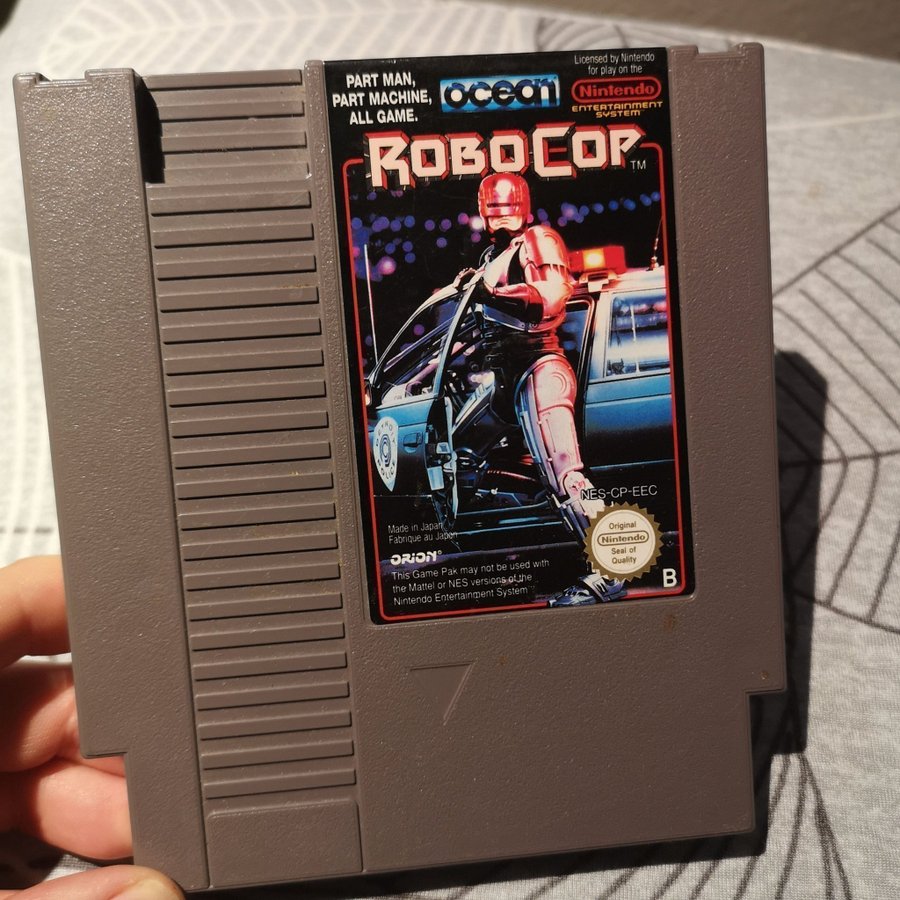 PART MAN,
PART MACHINE,
ALL GAME.
ocean
Licensed by Nintendo
for play on the
Nintendo
ENTERTAINMENT
SYSTEM
ROBOCOP TM
NES-CP-EEC
Made in Japan
Fabriqué au Japon
ORION
This Game Pak may not be used with
the Mattel or NES versions of the
Nintendo Entertainment System
Original
Nintendo
Seal of
Quality
B